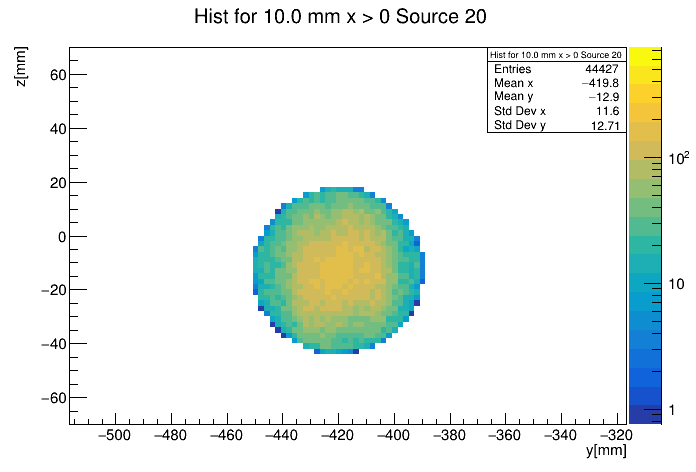 Hist for 10.0 mm x > 0 Source 20
z[mm]
Hist for 10.0 mm x > 0 Source 20
Entries 44427
Mean x −419.8
Mean y −12.9
Std Dev x 11.6
Std Dev y 12.71
60
40
20
0
−20
−40
−60
10²
10
1
−500 −480 −460 −440 −420 −400 −380 −360 −340 −320
y[mm]